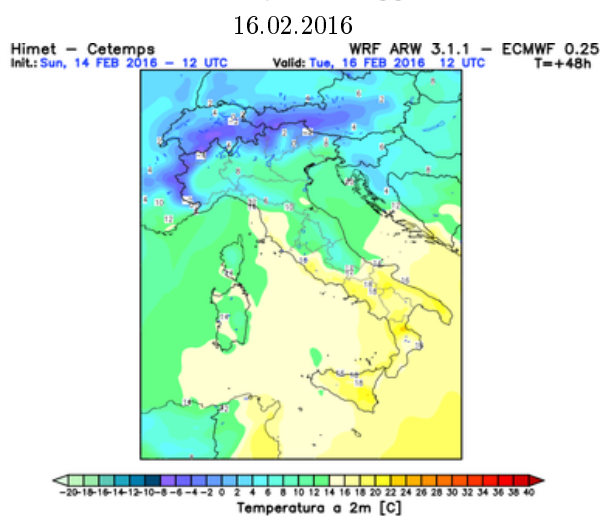 16.02.2016
Himet – Cetemps WRF ARW 3.1.1 – ECMWF 0.25
Init.: Sun, 14 FEB 2016 – 12 UTC Valid: Tue, 16 FEB 2016 12 UTC T=+48h
-20 -18 -16 -14 -12 -10 -8 -6 -4 -2 0 2 4 6 8 10 12 14 16 18 20 22 24 26 28 30 32 34 36 38 40
Temperatura a 2m [C]